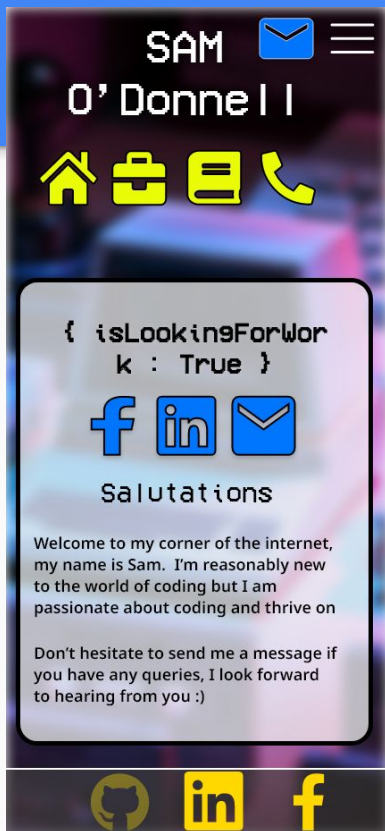 SAM
O'Donnell
{ isLookingForWor
k : True }
in
Salutations
Welcome to my corner of the internet,
my name is Sam.  I'm reasonably new
to the world of coding but I am
passionate about coding and thrive on
Don't hesitate to send me a message if
you have any queries, I look forward
to hearing from you :)
in